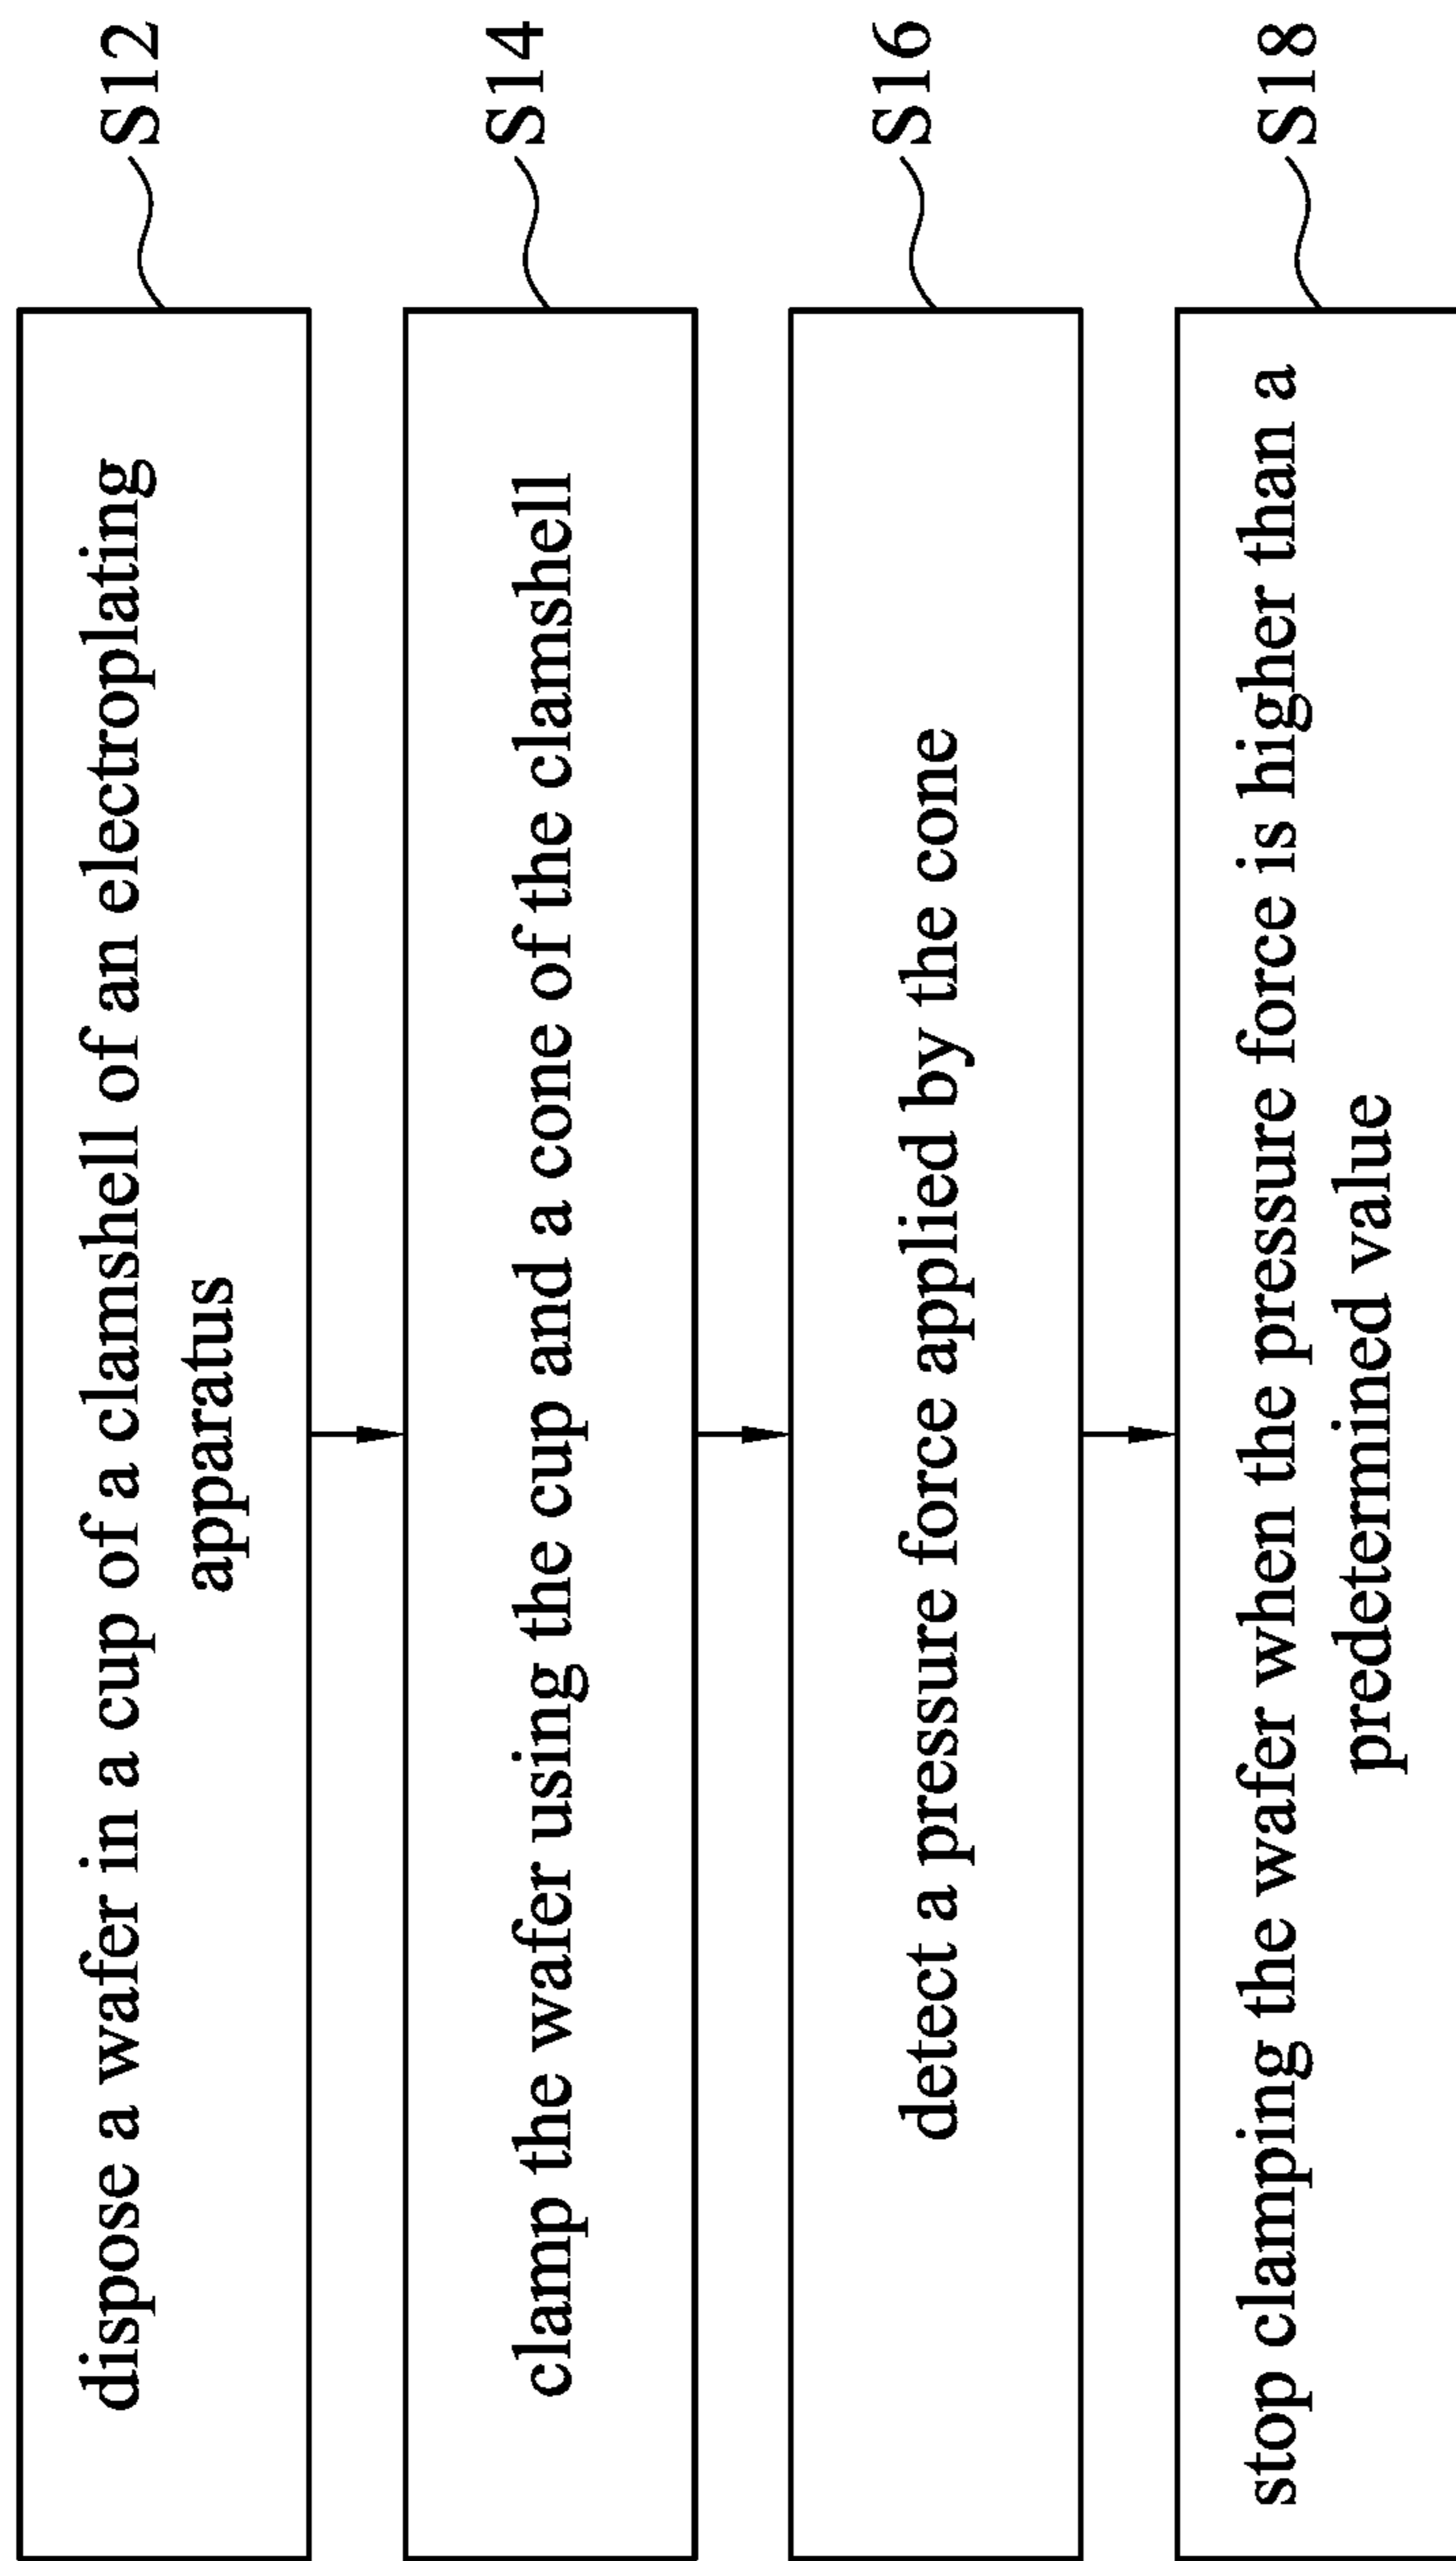 dispose a wafer in a cup of a clamshell of an electroplating
apparatus
S12
clamp the wafer using the cup and a cone of the clamshell
S14
detect a pressure force applied by the cone
S16
stop clamping the wafer when the pressure force is higher than a
predetermined value
S18